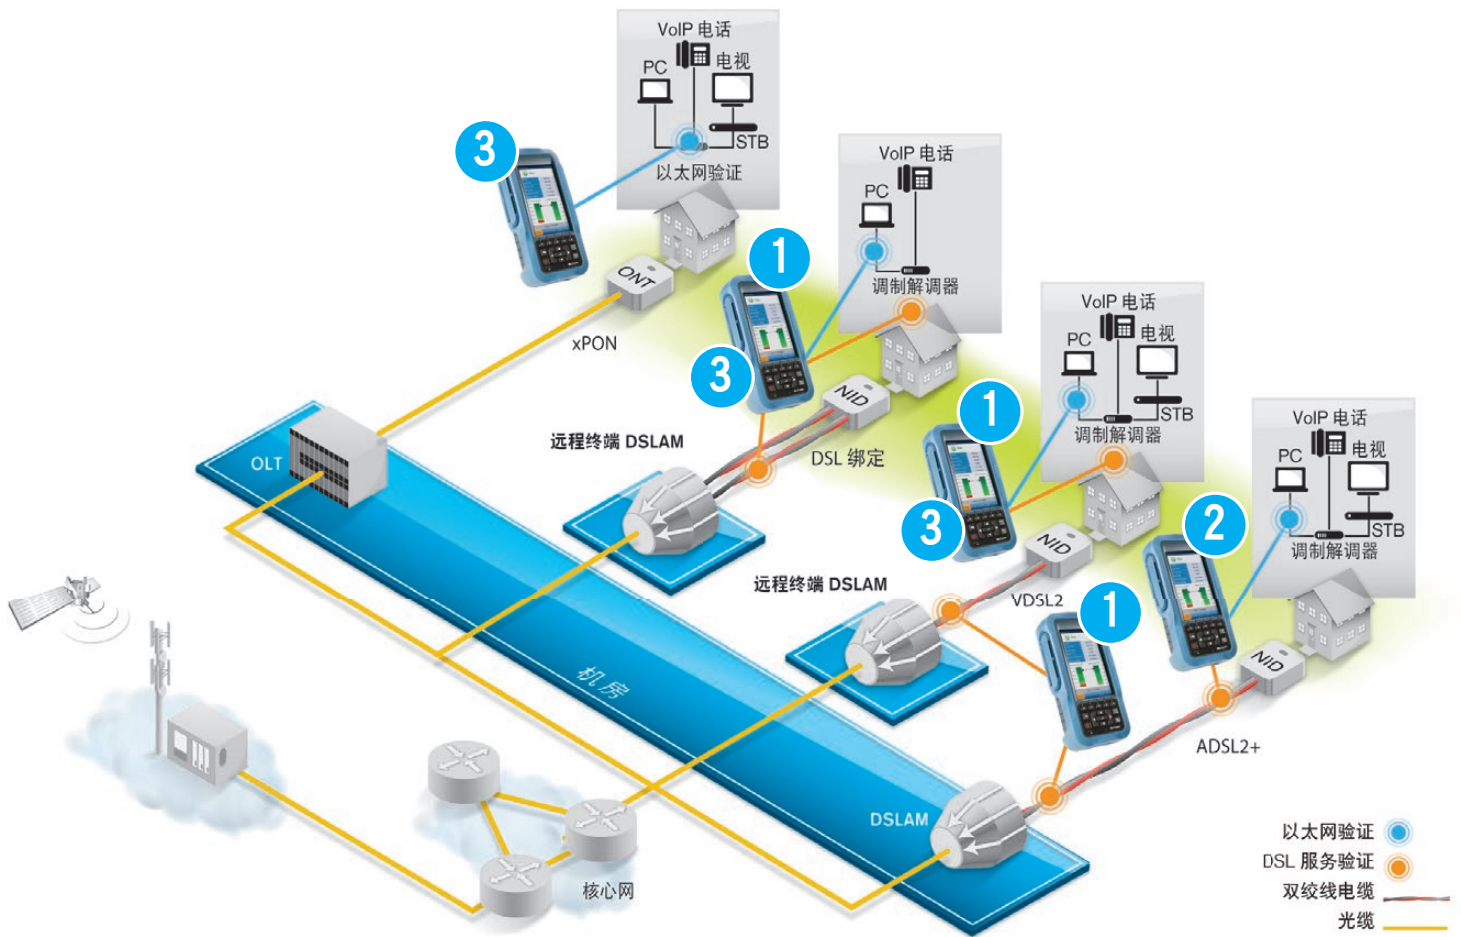 VoIP 电话
PC
电视
STB
以太网验证
3
ONT
xPON
VoIP 电话
PC
调制解调器
1
3
NID
DSL 绑定
远程终端 DSLAM
OLT
VoIP 电话
PC
电视
STB
调制解调器
1
3
NID
VDSL2
远程终端 DSLAM
VoIP 电话
PC
电视
STB
调制解调器
2
1
NID
ADSL2+
机房
DSLAM
核心网
以太网验证
DSL 服务验证
双绞线电缆
光缆